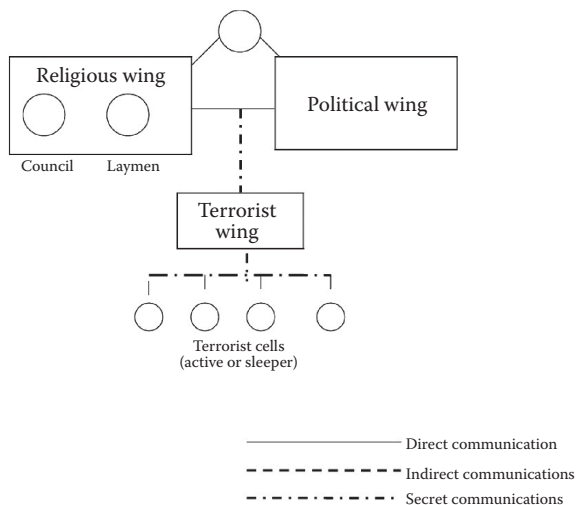 Religious wing
Political wing
Council
Laymen
Terrorist
wing
Terrorist cells
(active or sleeper)
Direct communication
Indirect communications
Secret communications